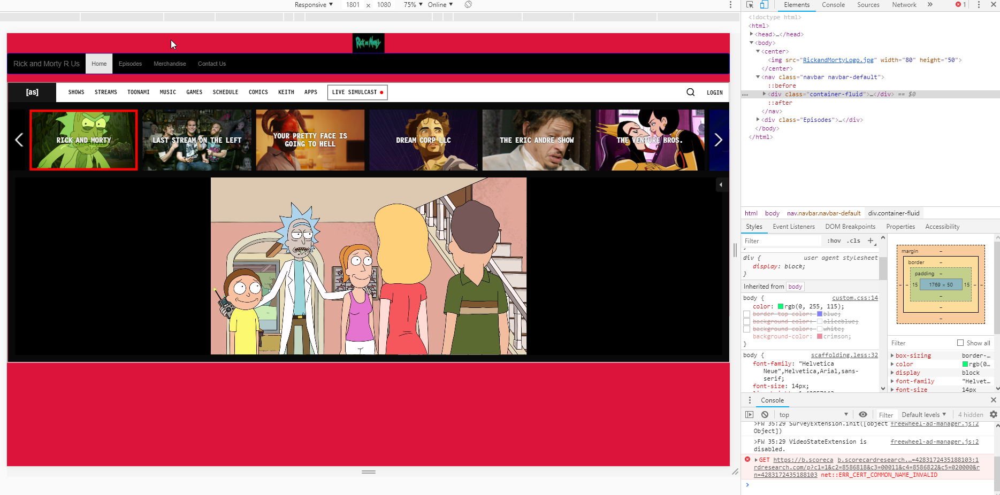 Responsive ▼ 1801 × 1080 75% ▼ Online ▼
Rick and Morty
Rick and Morty R Us Home Episodes Merchandise Contact Us
[as] SHOWS STREAMS TOONAMI MUSIC GAMES SCHEDULE COMICS KEITH APPS LIVE SIMULCAST LOGIN
RICK AND MORTY
LAST STREAM ON THE LEFT
YOUR PRETTY FACE IS
GOING TO HELL
DREAM CORP LLC
THE ERIC ANDRE SHOW
THE VENTURE BROS.
Elements Console Sources Network » 1
<!doctype html>
<html>
<head>…</head>
<body>
<center>
<img src="RickandMortyLogo.jpg" width="80" height="50">
</center>
<nav class="navbar navbar-default">
::before
<div class="container-fluid">…</div> == $0
::after
</nav>
<div class="Episodes">…</div>
</body>
</html>
html body nav.navbar.navbar-default div.container-fluid
Styles Event Listeners DOM Breakpoints Properties Accessibility
Filter :hov .cls +
}
div { user agent stylesheet
display: block;
}
Inherited from body
body { custom.css:14
color: rgb(0, 255, 115);
border-top-color: blue;
background-color: aliceblue;
background-color: white;
background-color: crimson;
}
body { scaffolding.less:32
font-family: "Helvetica
Neue",Helvetica,Arial,sans-
serif;
font-size: 14px;
margin –
border –
padding –
– – 15 1769 × 50 15 – –
–
–
–
Filter Show all
box-sizing border-…
color rgb(0…
display block
font-family "Helvet…
font-size 14px
Console
top ▼ Filter Default levels ▼ 4 hidden
>FW 35:29 SurveyExtension.init([object freewheel-ad-manager.js:2
Object])
>FW 35:29 VideoStateExtension is freewheel-ad-manager.js:2
disabled.
GET https://b.scoreca b.scorecardresearch.…=4283172435188103:1
rdresearch.com/p?c1=1&c2=8586818&c3=00011&c4=8586822&c5=020000&r
n=4283172435188103 net::ERR_CERT_COMMON_NAME_INVALID